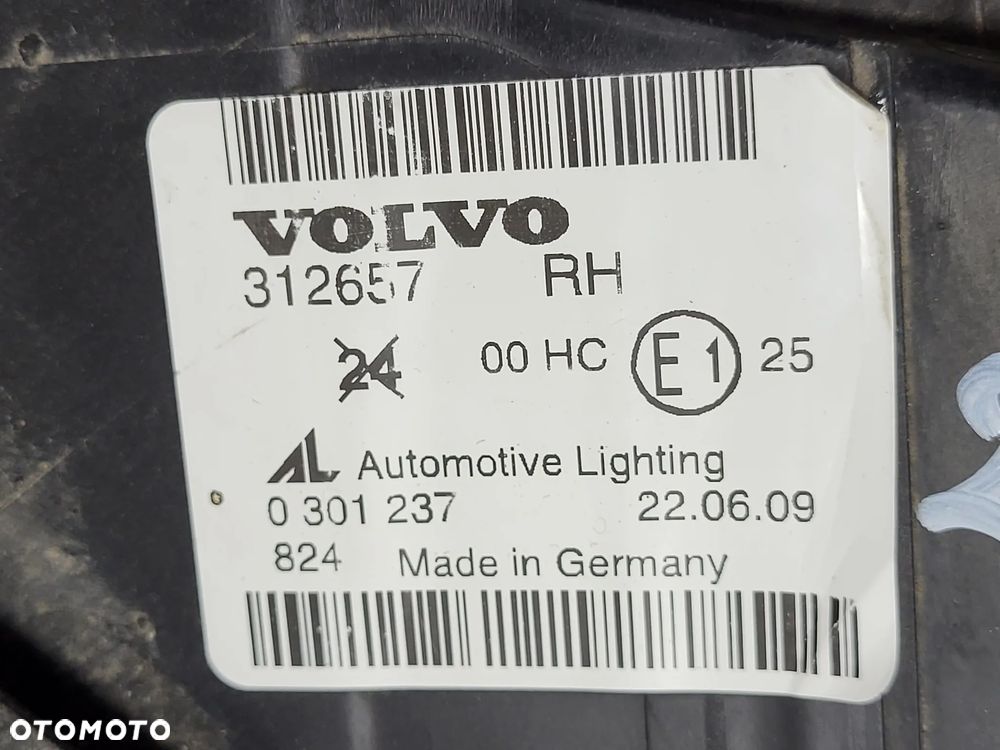 VOLVO
312657 RH
24 00 HC E1 25
AL Automotive Lighting
0 301 237 22.06.09
824 Made in Germany
OTOMOTO